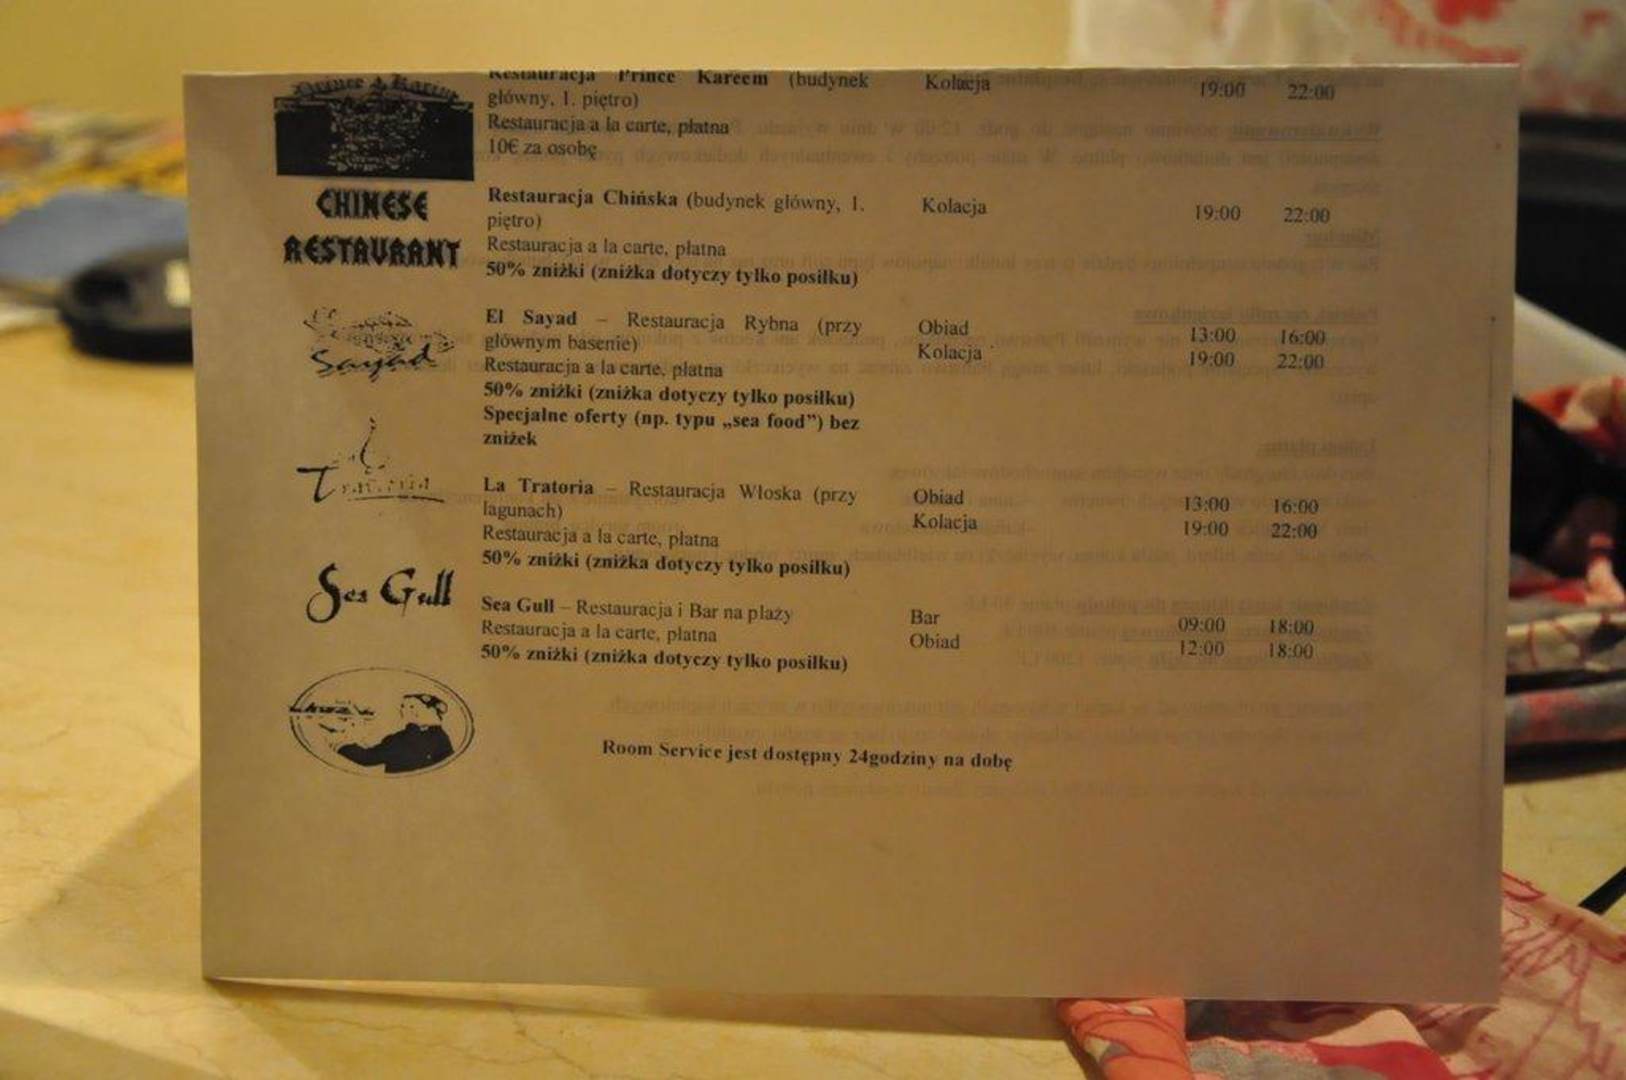 Prince Kareem
Restauracja Prince Kareem (budynek Kolacja 19:00 22:00
główny, 1. piętro)
Restauracja a la carte, płatna
10€ za osobę
CHINESE
RESTAURANT
Restauracja Chińska (budynek główny, 1. Kolacja 19:00 22:00
piętro)
Restauracja a la carte, płatna
50% zniżki (zniżka dotyczy tylko posiłku)
Sayad
El Sayad – Restauracja Rybna (przy Obiad 13:00 16:00
głównym basenie) Kolacja 19:00 22:00
Restauracja a la carte, płatna
50% zniżki (zniżka dotyczy tylko posiłku)
Specjalne oferty (np. typu „sea food”) bez
zniżek
Tratoria
La Tratoria – Restauracja Włoska (przy Obiad 13:00 16:00
lagunach) Kolacja 19:00 22:00
Restauracja a la carte, płatna
50% zniżki (zniżka dotyczy tylko posiłku)
Sea Gull
Sea Gull – Restauracja i Bar na plaży Bar 09:00 18:00
Restauracja a la carte, płatna Obiad 12:00 18:00
50% zniżki (zniżka dotyczy tylko posiłku)
Room Service jest dostępny 24godziny na dobę